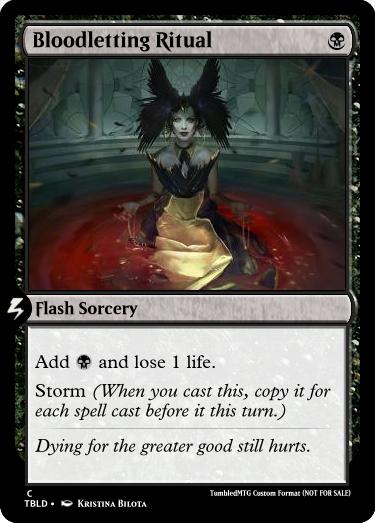 Bloodletting Ritual
Flash Sorcery
Add and lose 1 life.
Storm (When you cast this, copy it for
each spell cast before it this turn.)
Dying for the greater good still hurts.
C
TBLD • Kristina Bilota
TumbledMTG Custom Format (NOT FOR SALE)